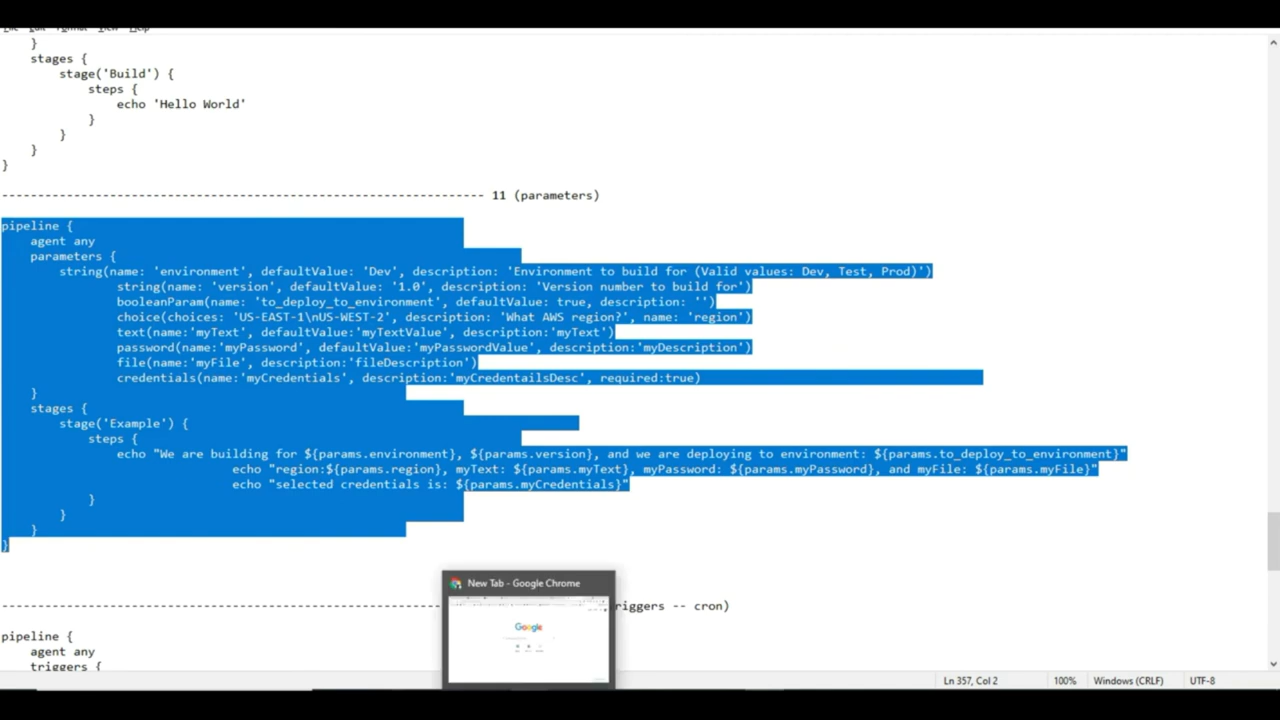 File Edit Format View Help
}
stages {
stage('Build') {
steps {
echo 'Hello World'
}
}
}
}
------------------------------------------------------------------- 11 (parameters)
pipeline {
agent any
parameters {
string(name: 'environment', defaultValue: 'Dev', description: 'Environment to build for (Valid values: Dev, Test, Prod)')
string(name: 'version', defaultValue: '1.0', description: 'Version number to build for')
booleanParam(name: 'to_deploy_to_environment', defaultValue: true, description: '')
choice(choices: 'US-EAST-1\nUS-WEST-2', description: 'What AWS region?', name: 'region')
text(name:'myText', defaultValue:'myTextValue', description:'myText')
password(name:'myPassword', defaultValue:'myPasswordValue', description:'myDescription')
file(name:'myFile', description:'fileDescription')
credentials(name:'myCredentials', description:'myCredentailsDesc', required:true)
}
stages {
stage('Example') {
steps {
echo "We are building for ${params.environment}, ${params.version}, and we are deploying to environment: ${params.to_deploy_to_environment}"
echo "region:${params.region}, myText: ${params.myText}, myPassword: ${params.myPassword}, and myFile: ${params.myFile}"
echo "selected credentials is: ${params.myCredentials}"
}
}
}
}
New Tab - Google Chrome
Google
------------------------------------------------------------- riggers -- cron)
pipeline {
agent any
triggers {
Ln 357, Col 2 100% Windows (CRLF) UTF-8